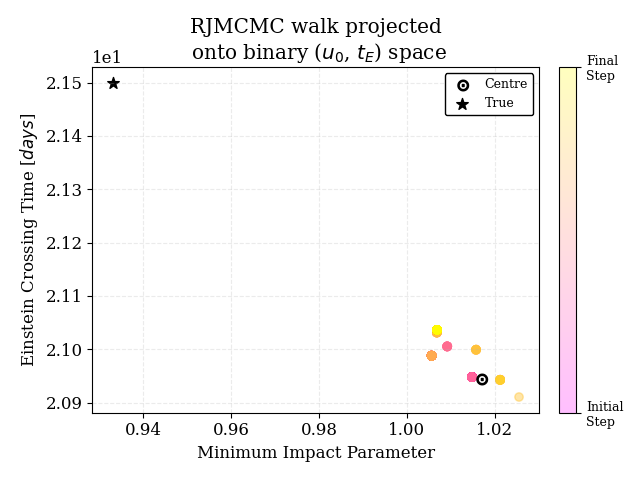 RJMCMC walk projected
onto binary (u₀, t_E) space
1e1
2.15
2.14
2.13
2.12
2.11
2.10
2.09
Einstein Crossing Time [days]
0.94 0.96 0.98 1.00 1.02
Minimum Impact Parameter
Centre
True
Final
Step
Initial
Step